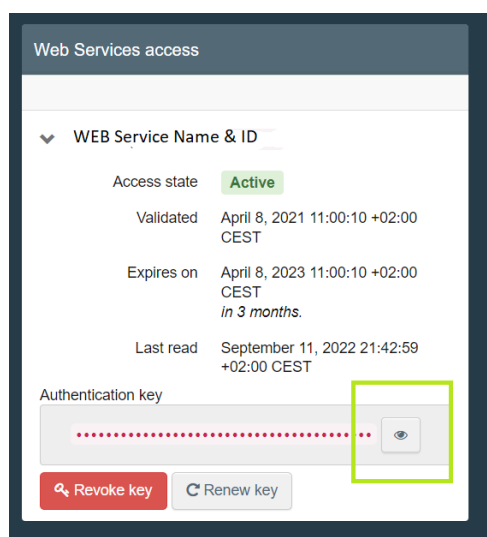 Web Services access
WEB Service Name & ID
Access state Active
Validated April 8, 2021 11:00:10 +02:00
CEST
Expires on April 8, 2023 11:00:10 +02:00
CEST
in 3 months.
Last read September 11, 2022 21:42:59
+02:00 CEST
Authentication key
Revoke key Renew key